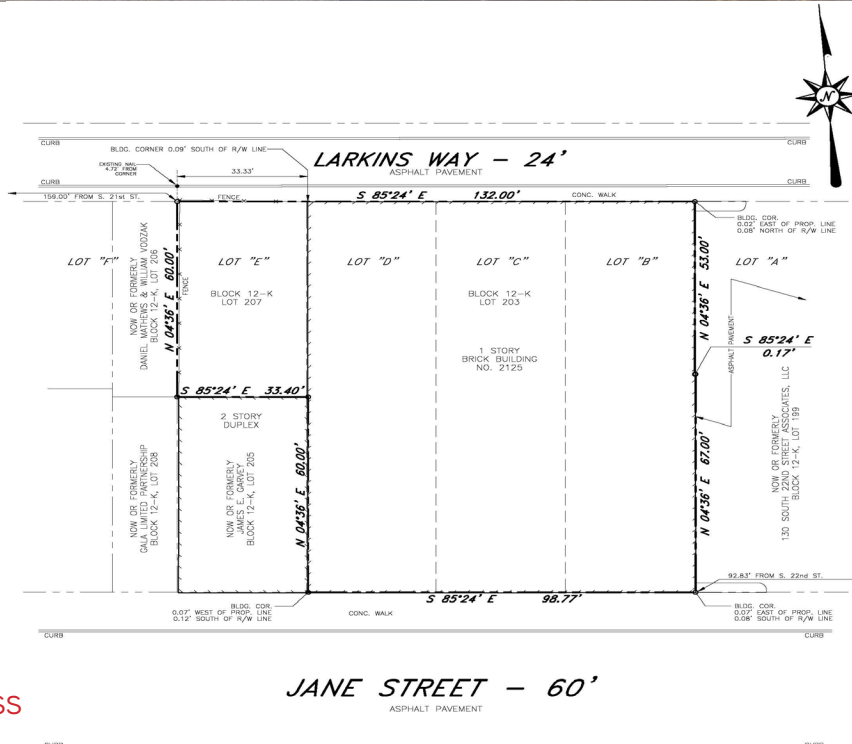 N
CURB
CURB
BLDG. CORNER 0.09' SOUTH OF R/W LINE
LARKINS WAY - 24'
ASPHALT PAVEMENT
EXISTING NAIL
4.72' FROM
CORNER
33.33'
CURB
CURB
159.00' FROM S. 21st ST.
FENCE
S 85°24' E 132.00'
CONC. WALK
BLDG. COR.
0.02' EAST OF PROP. LINE
0.08' NORTH OF R/W LINE
LOT "F"
NOW OR FORMERLY
DANIEL MATHEWS & WILLIAM VODZAK
BLOCK 12-K, LOT 206
N 04°36' E 60.00'
FENCE
LOT "E"
BLOCK 12-K
LOT 207
LOT "D"
LOT "C"
BLOCK 12-K
LOT 203
LOT "B"
N 04°36' E 53.00'
LOT "A"
1 STORY
BRICK BUILDING
NO. 2125
ASPHALT PAVEMENT
S 85°24' E
0.17'
S 85°24' E 33.40'
2 STORY
DUPLEX
NOW OR FORMERLY
GALA LIMITED PARTNERSHIP
BLOCK 12-K, LOT 208
NOW OR FORMERLY
JAMES E. GARVEY
BLOCK 12-K, LOT 205
N 04°36' E 60.00'
N 04°36' E 67.00'
NOW OR FORMERLY
130 SOUTH 22ND STREET ASSOCIATES, LLC
BLOCK 12-K, LOT 199
92.83' FROM S. 22nd ST.
S 85°24' E 98.77'
BLDG. COR.
0.07' WEST OF PROP. LINE
0.12' SOUTH OF R/W LINE
CONC. WALK
BLDG. COR.
0.07' EAST OF PROP. LINE
0.08' SOUTH OF R/W LINE
CURB
CURB
JANE STREET - 60'
ASPHALT PAVEMENT
SS
CURB
CURB